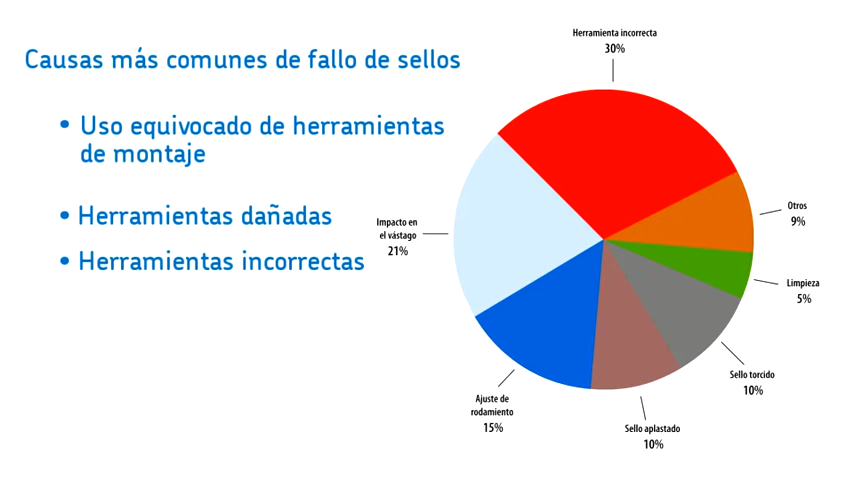 Causas más comunes de fallo de sellos
• Uso equivocado de herramientas
de montaje
• Herramientas dañadas
• Herramientas incorrectas
Herramienta incorrecta
30%
Otros
9%
Limpieza
5%
Sello torcido
10%
Sello aplastado
10%
Ajuste de
rodamiento
15%
Impacto en
el vástago
21%